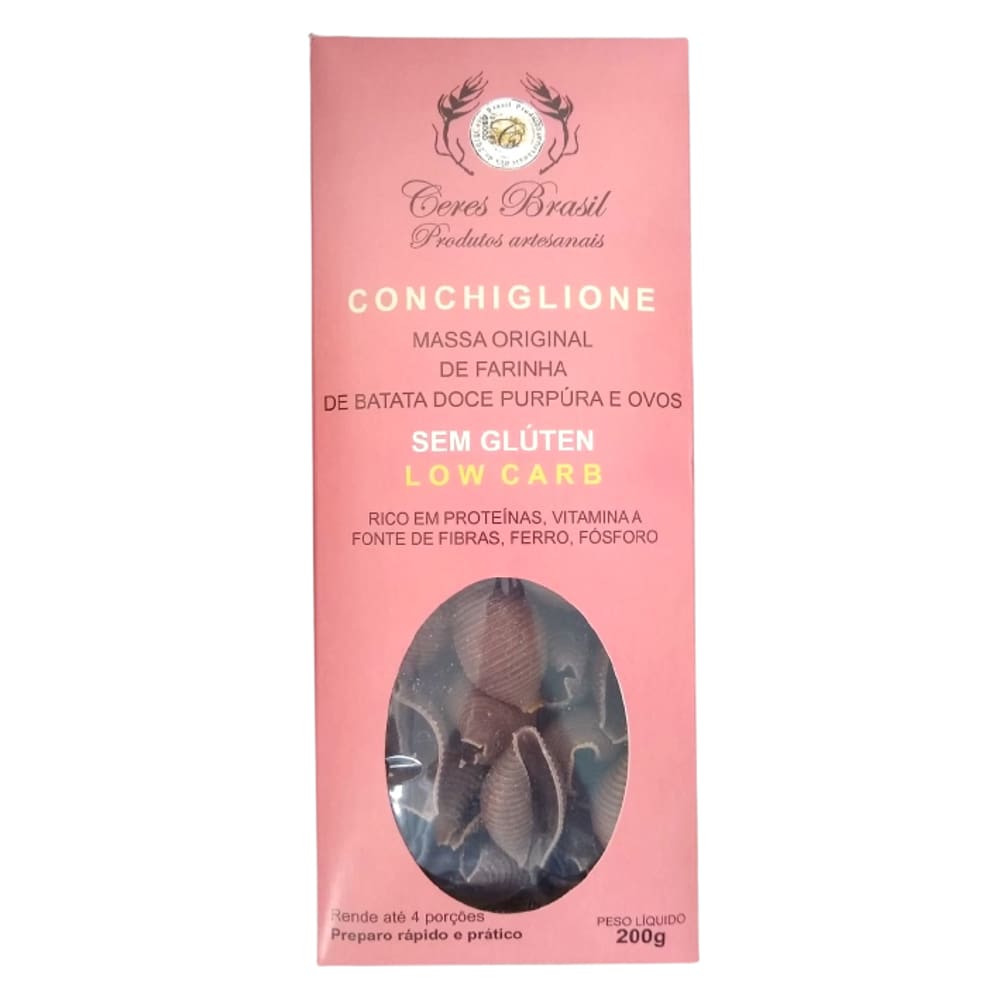 Ceres Brasil
Produtos artesanais
CONCHIGLIONE
MASSA ORIGINAL
DE FARINHA
DE BATATA DOCE PURPÚRA E OVOS
SEM GLÚTEN
LOW CARB
RICO EM PROTEÍNAS, VITAMINA A
FONTE DE FIBRAS, FERRO, FÓSFORO
Rende até 4 porções
Preparo rápido e prático
PESO LÍQUIDO
200g